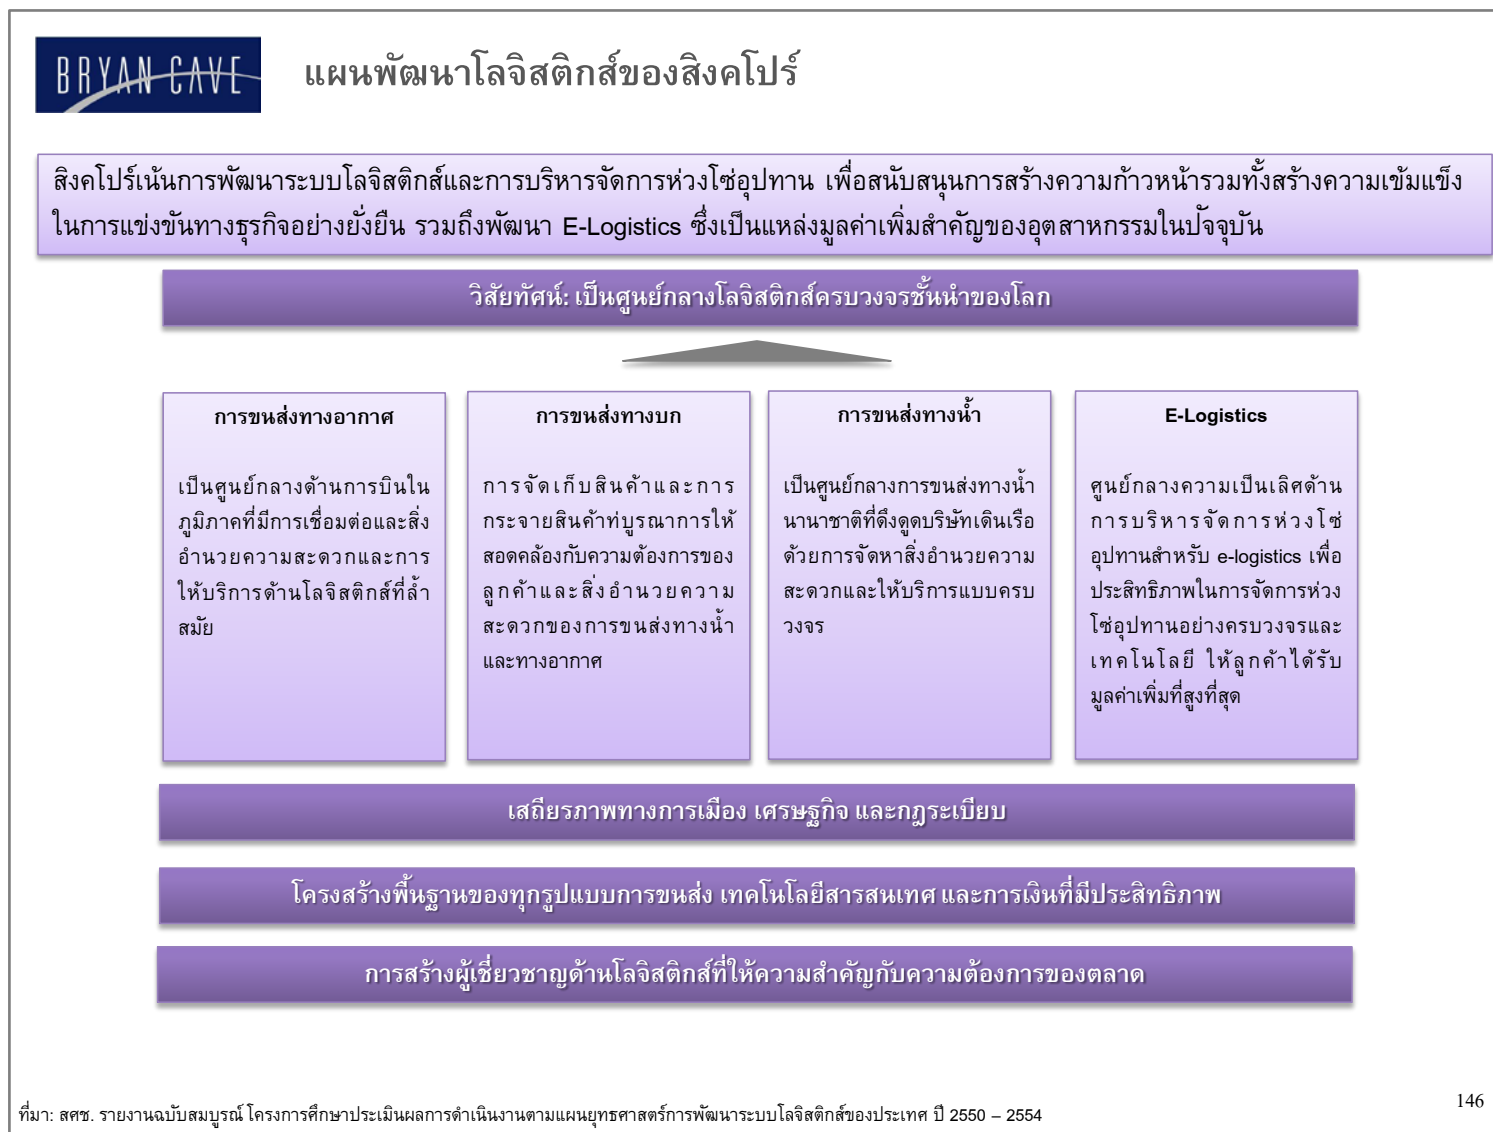 BRYAN CAVE
แผนพัฒนาโลจิสติกส์ของสิงคโปร์
สิงคโปร์เน้นการพัฒนาระบบโลจิสติกส์และการบริหารจัดการห่วงโซ่อุปทาน เพื่อสนับสนุนการสร้างความก้าวหน้ารวมทั้งสร้างความเข้มแข็ง
ในการแข่งขันทางธุรกิจอย่างยั่งยืน รวมถึงพัฒนา E-Logistics ซึ่งเป็นแหล่งมูลค่าเพิ่มสำคัญของอุตสาหกรรมในปัจจุบัน
วิสัยทัศน์: เป็นศูนย์กลางโลจิสติกส์ครบวงจรชั้นนำของโลก
การขนส่งทางอากาศ
เป็นศูนย์กลางด้านการบินใน
ภูมิภาคที่มีการเชื่อมต่อและสิ่ง
อำนวยความสะดวกและการ
ให้บริการด้านโลจิสติกส์ที่ล้ำ
สมัย
การขนส่งทางบก
การจัดเก็บสินค้าและการ
กระจายสินค้าท่บูรณาการให้
สอดคล้องกับความต้องการของ
ลูกค้าและสิ่งอำนวยความ
สะดวกของการขนส่งทางน้ำ
และทางอากาศ
การขนส่งทางน้ำ
เป็นศูนย์กลางการขนส่งทางน้ำ
นานาชาติที่ดึงดูดบริษัทเดินเรือ
ด้วยการจัดหาสิ่งอำนวยความ
สะดวกและให้บริการแบบครบ
วงจร
E-Logistics
ศูนย์กลางความเป็นเลิศด้าน
การบริหารจัดการห่วงโซ่
อุปทานสำหรับ e-logistics เพื่อ
ประสิทธิภาพในการจัดการห่วง
โซ่อุปทานอย่างครบวงจรและ
เทคโนโลยี ให้ลูกค้าได้รับ
มูลค่าเพิ่มที่สูงที่สุด
เสถียรภาพทางการเมือง เศรษฐกิจ และกฎระเบียบ
โครงสร้างพื้นฐานของทุกรูปแบบการขนส่ง เทคโนโลยีสารสนเทศ และการเงินที่มีประสิทธิภาพ
การสร้างผู้เชี่ยวชาญด้านโลจิสติกส์ที่ให้ความสำคัญกับความต้องการของตลาด
ที่มา: สศช. รายงานฉบับสมบูรณ์ โครงการศึกษาประเมินผลการดำเนินงานตามแผนยุทธศาสตร์การพัฒนาระบบโลจิสติกส์ของประเทศ ปี 2550 – 2554
146